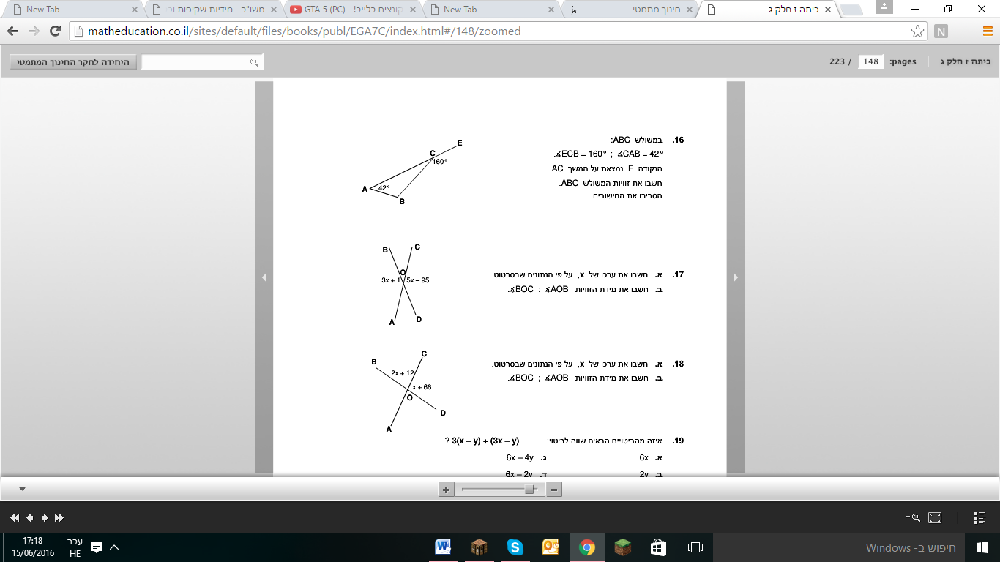 New Tab
משו"ב - מידיות שקיפות וב
קונצים בלייב! - GTA 5 (PC)
New Tab
חינוך מתמטי
כיתה ז חלק ג
matheducation.co.il/sites/default/files/books/publ/EGA7C/index.html#/148/zoomed
N
היחידה לחקר החינוך המתמטי
223 / 148 :pages
כיתה ז חלק ג
16. במשולש ABC:
∡ECB = 160° ; ∡CAB = 42°.
הנקודה E נמצאת על המשך AC.
חשבו את זוויות המשולש ABC.
הסבירו את החישובים.
E
C
160°
A
42°
B
17. א. חשבו את ערכו של x, על פי הנתונים שבסרטוט.
ב. חשבו את מידת הזוויות ∡BOC ; ∡AOB.
B
C
O
3x + 1
5x – 95
A
D
18. א. חשבו את ערכו של x, על פי הנתונים שבסרטוט.
ב. חשבו את מידת הזוויות ∡BOC ; ∡AOB.
C
B
2x + 12
x + 66
O
D
A
19. איזה מהביטויים הבאים שווה לביטוי: 3(x – y) + (3x – y) ?
א. 6x
ג. 6x – 4y
ב. 2y
ד. 6x – 2y
17:18
15/06/2016
עבר
HE
חיפוש ב- Windows